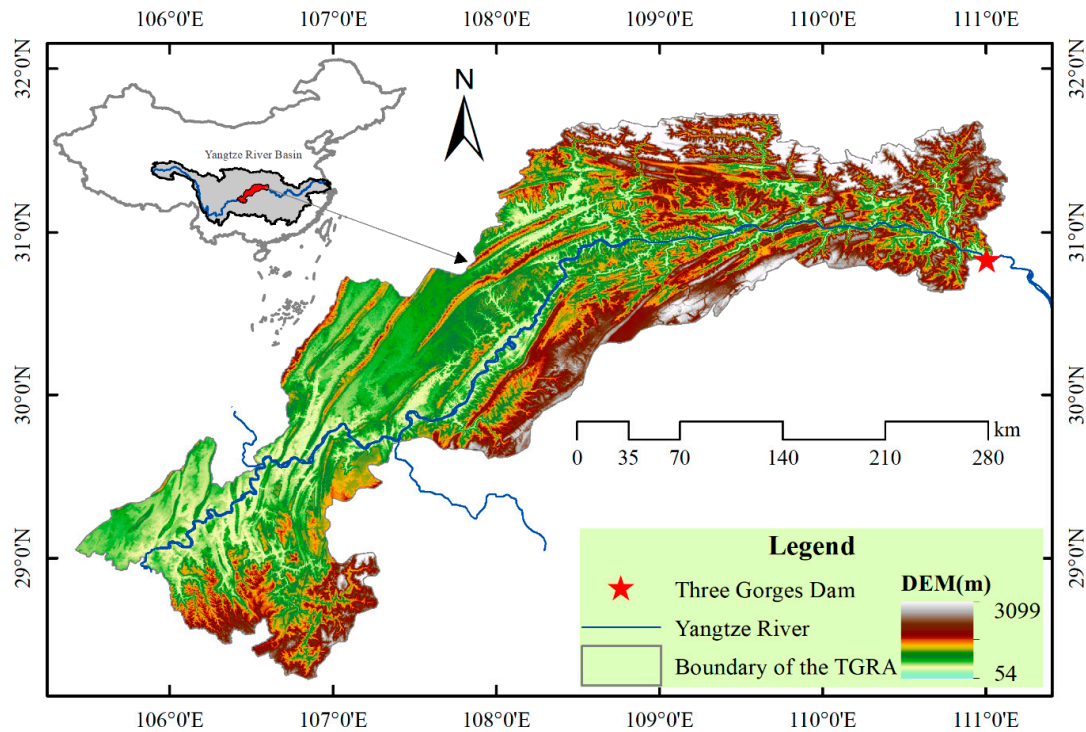 106°0'E 107°0'E 108°0'E 109°0'E 110°0'E 111°0'E
32°0'N
32°0'N
N
Yangtze River Basin
31°0'N
31°0'N
30°0'N
30°0'N
km
0 35 70 140 210 280
29°0'N
29°0'N
Legend
Three Gorges Dam
Yangtze River
Boundary of the TGRA
DEM(m)
3099
54
106°0'E 107°0'E 108°0'E 109°0'E 110°0'E 111°0'E